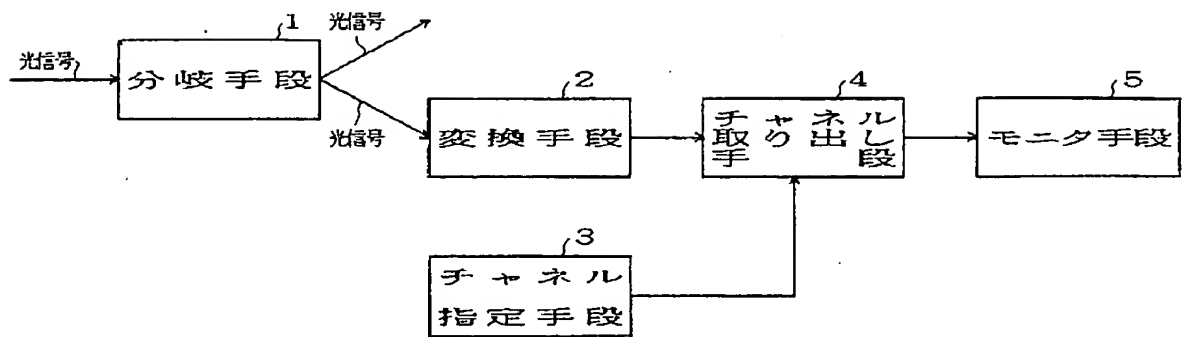 光信号
1
分岐手段
光信号
光信号
2
変換手段
3
チャネル
指定手段
4
チャネル
取り出し
手段
5
モニタ手段